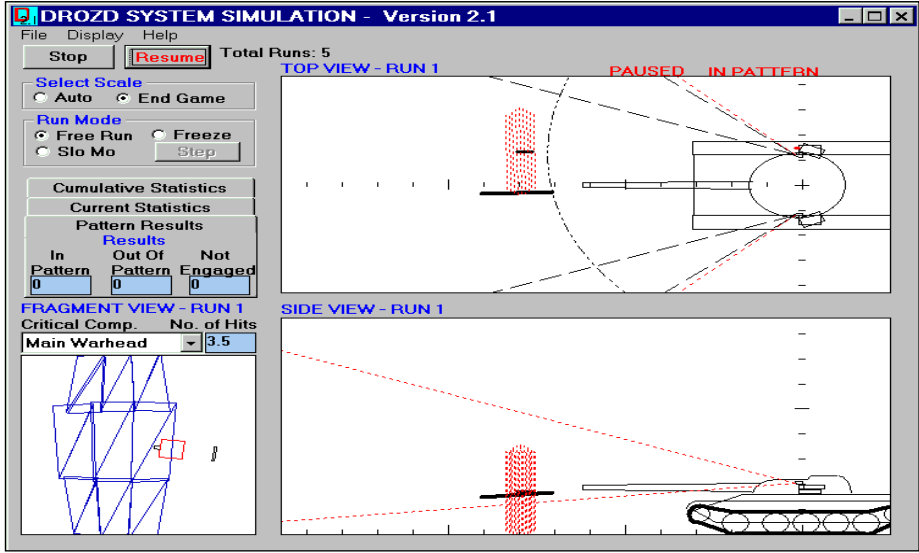 DROZD SYSTEM SIMULATION - Version 2.1
File Display Help
Stop Resume Total Runs: 5
Select Scale
Auto End Game
Run Mode
Free Run Freeze
Slo Mo Step
Cumulative Statistics
Current Statistics
Pattern Results
Results
In Out Of Not
Pattern Pattern Engaged
0 0 0
FRAGMENT VIEW - RUN 1
Critical Comp. No. of Hits
Main Warhead 3.5
TOP VIEW - RUN 1 PAUSED IN PATTERN
SIDE VIEW - RUN 1